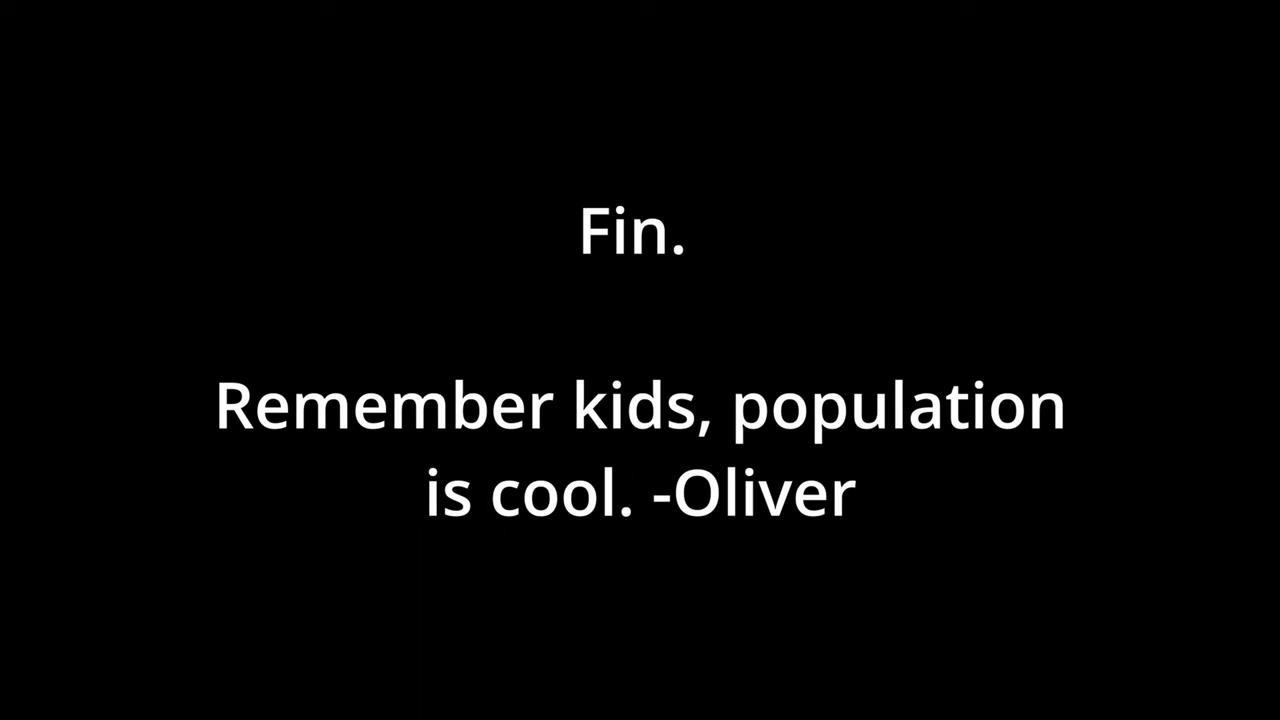 Fin.
Remember kids, population
is cool. -Oliver